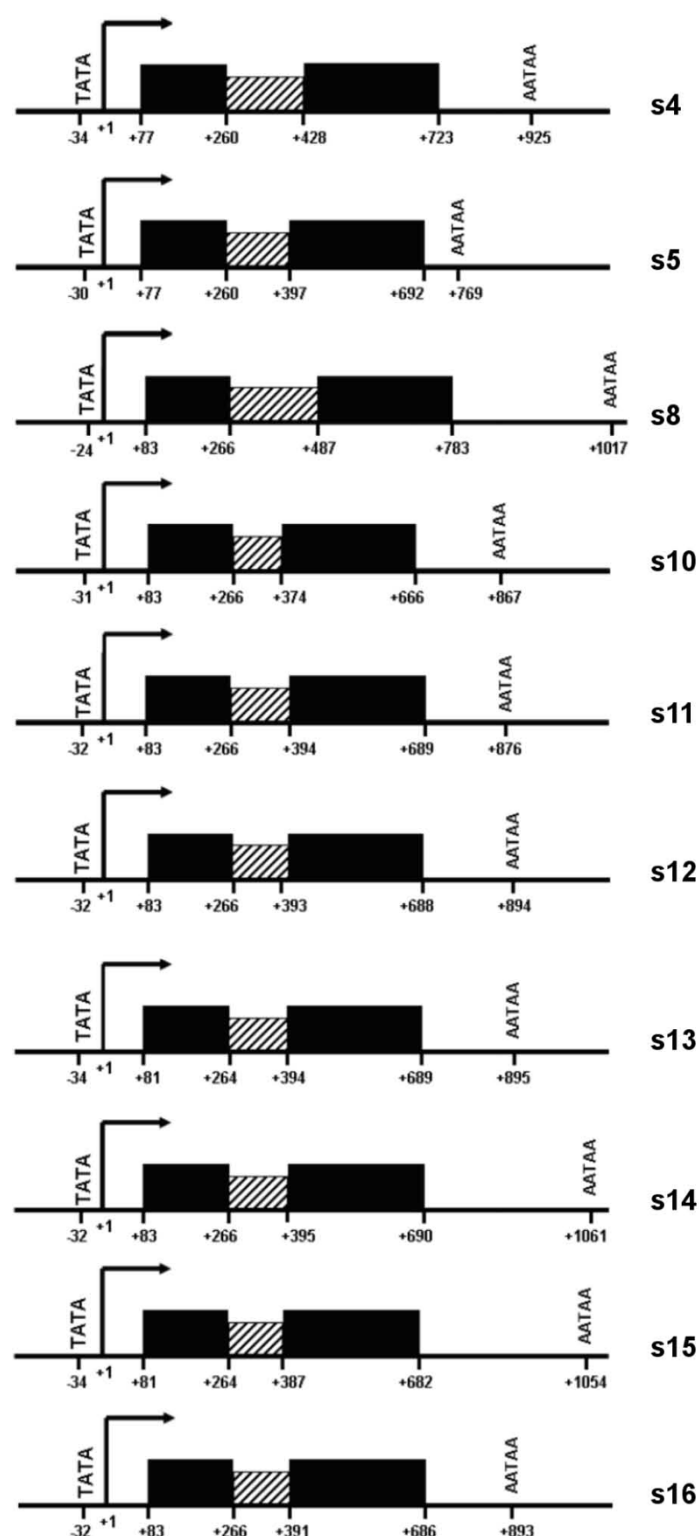 TATA AATAA s4
-34 +1 +77 +260 +428 +723 +925
TATA AATAA s5
-30 +1 +77 +260 +397 +692 +769
TATA AATAA s8
-24 +1 +83 +266 +487 +783 +1017
TATA AATAA s10
-31 +1 +83 +266 +374 +666 +867
TATA AATAA s11
-32 +1 +83 +266 +394 +689 +876
TATA AATAA s12
-32 +1 +83 +266 +393 +688 +894
TATA AATAA s13
-34 +1 +81 +264 +394 +689 +895
TATA AATAA s14
-32 +1 +83 +266 +395 +690 +1061
TATA AATAA s15
-34 +1 +81 +264 +387 +682 +1054
TATA AATAA s16
-32 +1 +83 +266 +391 +686 +893